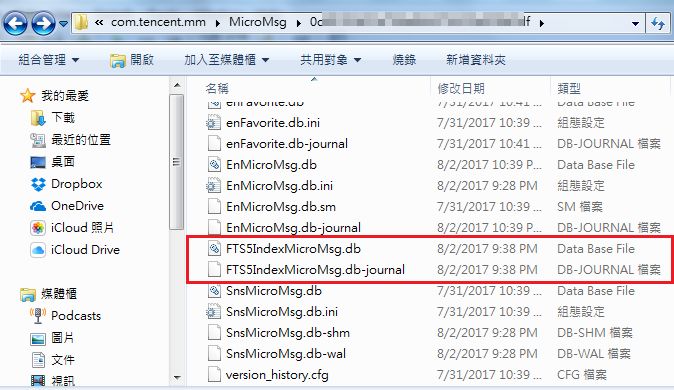 com.tencent.mm ▸ MicroMsg ▸
組合管理 開啟 加入至媒體櫃 共用對象 燒錄 新增資料夾
我的最愛
下載
最近的位置
桌面
Dropbox
OneDrive
iCloud 照片
iCloud Drive
媒體櫃
Podcasts
圖片
文件
視訊
名稱 修改日期 類型
enFavorite.db 7/31/2017 10:41 ... Data Base File
enFavorite.db.ini 7/31/2017 10:39 ... 組態設定
enFavorite.db-journal 7/31/2017 10:41 ... DB-JOURNAL 檔案
EnMicroMsg.db 8/2/2017 10:39 P... Data Base File
EnMicroMsg.db.ini 8/2/2017 9:28 PM 組態設定
EnMicroMsg.db.sm 7/31/2017 10:39 ... SM 檔案
EnMicroMsg.db-journal 8/2/2017 10:39 P... DB-JOURNAL 檔案
FTS5IndexMicroMsg.db 8/2/2017 9:38 PM Data Base File
FTS5IndexMicroMsg.db-journal 8/2/2017 9:38 PM DB-JOURNAL 檔案
SnsMicroMsg.db 7/31/2017 10:39 ... Data Base File
SnsMicroMsg.db.ini 7/31/2017 10:39 ... 組態設定
SnsMicroMsg.db-shm 8/2/2017 9:28 PM DB-SHM 檔案
SnsMicroMsg.db-wal 8/2/2017 9:28 PM DB-WAL 檔案
version_history.cfg 7/31/2017 10:39 ... CFG 檔案